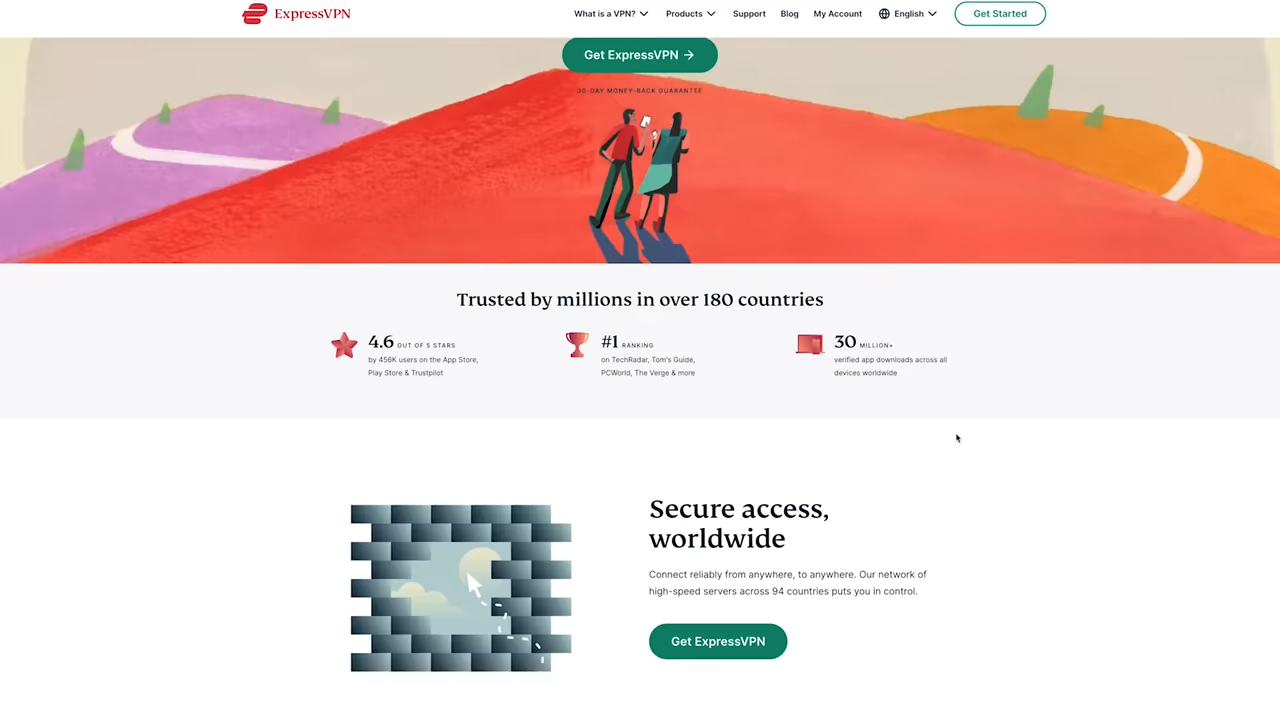 ExpressVPN
What is a VPN? Products Support Blog My Account English Get Started
Get ExpressVPN →
30-DAY MONEY-BACK GUARANTEE
Trusted by millions in over 180 countries
4.6 OUT OF 5 STARS
by 456K users on the App Store,
Play Store & Trustpilot
#1 RANKING
on TechRadar, Tom's Guide,
PCWorld, The Verge & more
30 MILLION+
verified app downloads across all
devices worldwide
Secure access,
worldwide
Connect reliably from anywhere, to anywhere. Our network of
high-speed servers across 94 countries puts you in control.
Get ExpressVPN